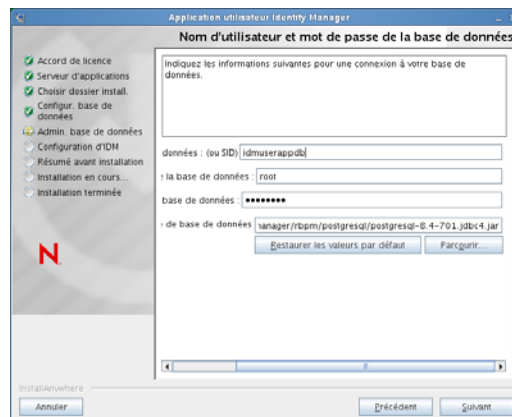 Application utilisateur Identity Manager
Nom d'utilisateur et mot de passe de la base de données
Accord de licence
Serveur d'applications
Choisir dossier install.
Configur. base de
données
Admin. base de données
Configuration d'IDM
Résumé avant installation
Installation en cours...
Installation terminée
N
Indiquez les informations suivantes pour une connexion à votre base de
données.
données : (ou SID) idmuserappdb
la base de données : root
base de données : ••••••••
de base de données anager/rbpm/postgresql/postgresql-8.4-701.jdbc4.jar
Restaurer les valeurs par défaut Parcourir...
InstallAnywhere
Annuler Précédent Suivant